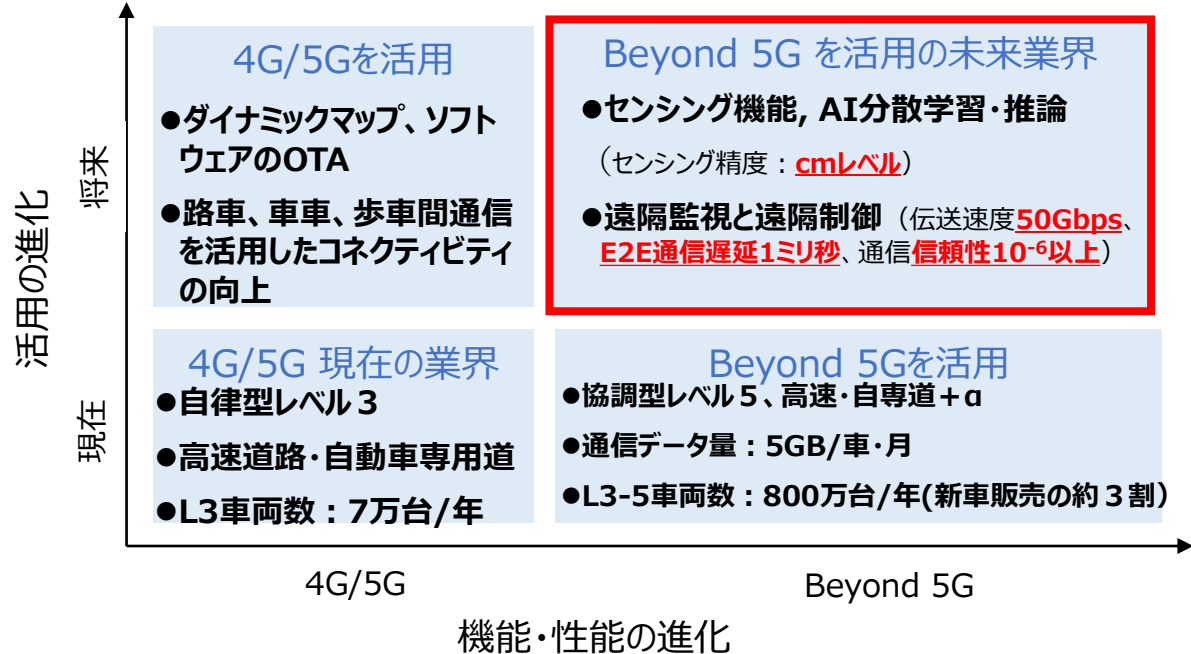 活用の進化
将来
現在
4G/5Gを活用
●ダイナミックマップ、ソフト
ウェアのOTA
●路車、車車、歩車間通信
を活用したコネクティビティ
の向上
Beyond 5G を活用の未来業界
●センシング機能, AI分散学習・推論
（センシング精度：cmレベル）
●遠隔監視と遠隔制御（伝送速度50Gbps、
E2E通信遅延1ミリ秒、通信信頼性10⁻⁶以上）
4G/5G 現在の業界
●自律型レベル３
●高速道路・自動車専用道
●L3車両数：7万台/年
Beyond 5Gを活用
●協調型レベル５、高速・自専道＋α
●通信データ量：5GB/車・月
●L3-5車両数：800万台/年(新車販売の約３割）
4G/5G
Beyond 5G
機能・性能の進化